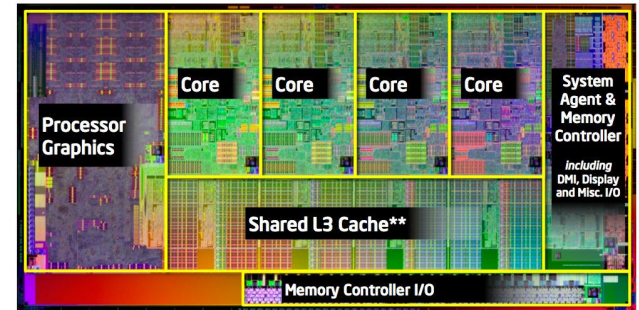 Processor
Graphics
Core
Core
Core
Core
System
Agent &
Memory
Controller
including
DMI, Display
and Misc. I/O
Shared L3 Cache**
Memory Controller I/O